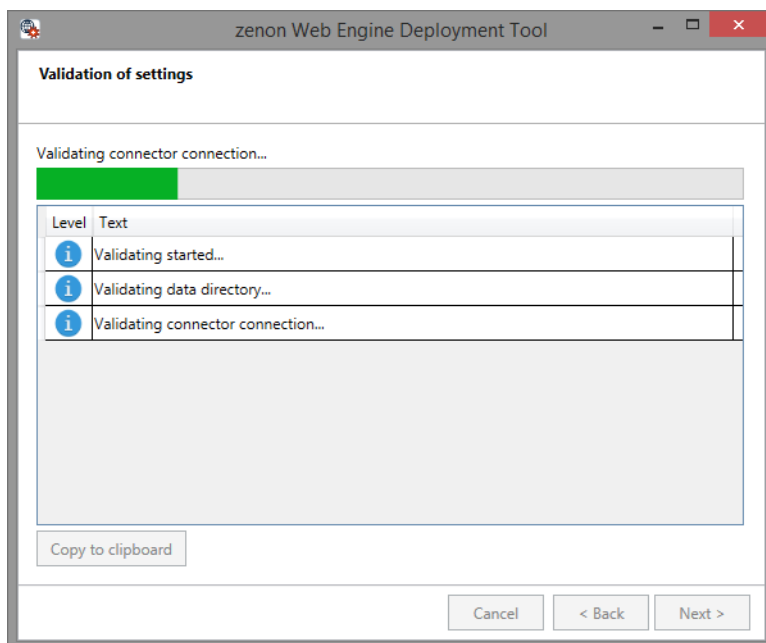 zenon Web Engine Deployment Tool
Validation of settings
Validating connector connection...
Level Text
Validating started...
Validating data directory...
Validating connector connection...
Copy to clipboard
Cancel < Back Next >